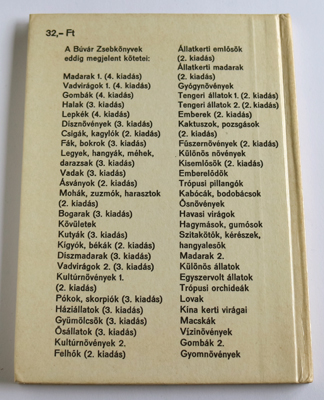 32,– Ft
A Búvár Zsebkönyvek
eddig megjelent kötetei:
Madarak 1. (4. kiadás)
Vadvirágok 1. (4. kiadás)
Gombák (4. kiadás)
Halak (3. kiadás)
Lepkék (4. kiadás)
Dísznövények (3. kiadás)
Csigák, kagylók (2. kiadás)
Fák, bokrok (3. kiadás)
Legyek, hangyák, méhek,
darazsak (3. kiadás)
Vadak (3. kiadás)
Ásványok (2. kiadás)
Mohák, zuzmók, harasztok
(2. kiadás)
Bogarak (3. kiadás)
Kövületek
Kutyák (3. kiadás)
Kígyók, békák (2. kiadás)
Díszmadarak (3. kiadás)
Vadvirágok 2. (3. kiadás)
Kultúrnövények 1.
(2. kiadás)
Pókok, skorpiók (3. kiadás)
Háziállatok (3. kiadás)
Gyümölcsök (3. kiadás)
Ősállatok (3. kiadás)
Kultúrnövények 2.
Felhők (2. kiadás)
Állatkerti emlősök
(2. kiadás)
Állatkerti madarak
(2. kiadás)
Gyógynövények
Tengeri állatok 1. (2. kiadás)
Tengeri állatok 2. (2. kiadás)
Emberek (2. kiadás)
Kaktuszok, pozsgások
(2. kiadás)
Fűszernövények (2. kiadás)
Különös növények
Kisemlősök (2. kiadás)
Emberelődök
Trópusi pillangók
Kabócák, bodobácsok
Ősnövények
Havasi virágok
Hagymások, gumósok
Szitakötők, kérészek,
hangyalesők
Madarak 2.
Különös állatok
Egyszervolt állatok
Trópusi orchideák
Lovak
Kína kerti virágai
Macskák
Vízinövények
Gombák 2.
Gyomnövények